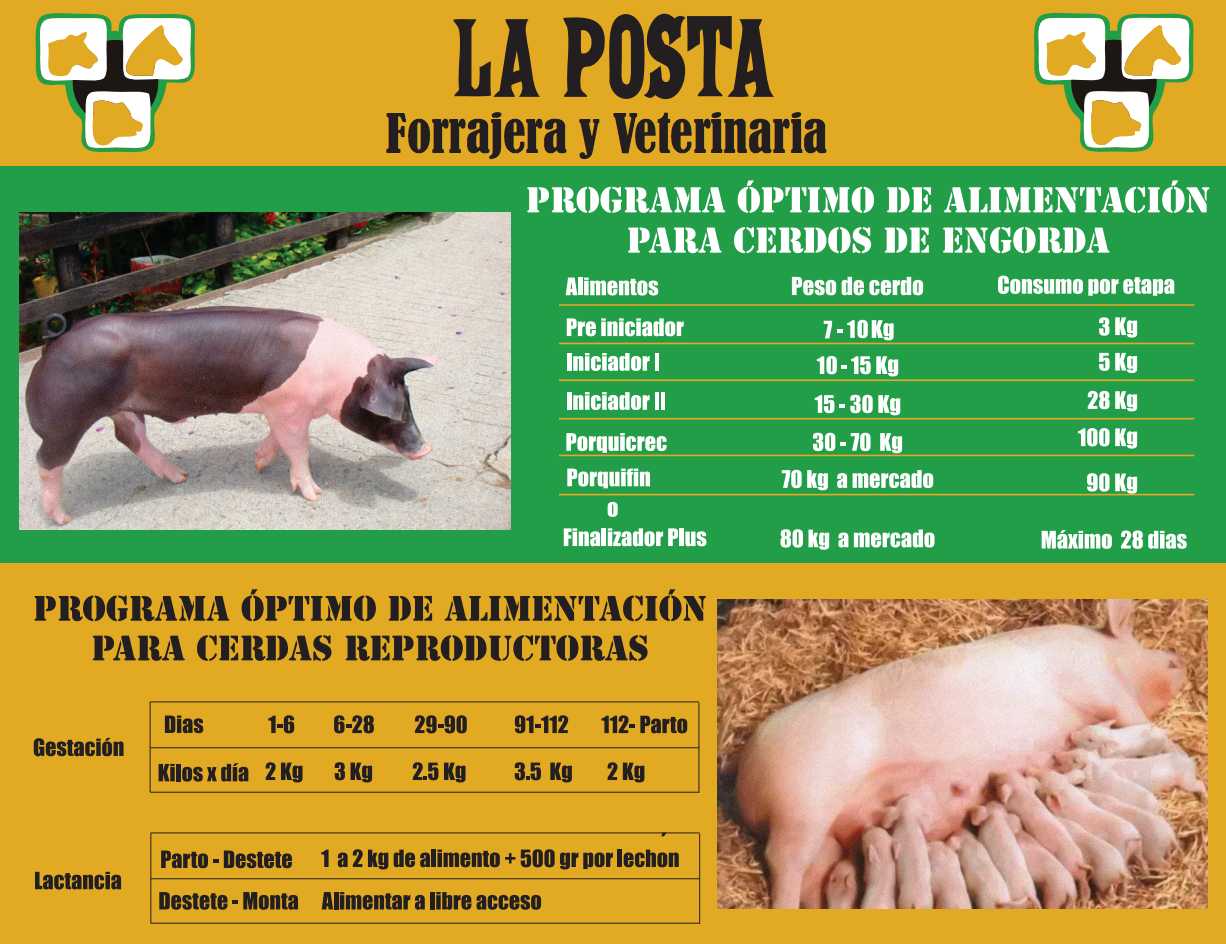 LA POSTA
Forrajera y Veterinaria
PROGRAMA ÓPTIMO DE ALIMENTACIÓN
PARA CERDOS DE ENGORDA
Alimentos Peso de cerdo Consumo por etapa
Pre iniciador 7 - 10 Kg 3 Kg
Iniciador I 10 - 15 Kg 5 Kg
Iniciador II 15 - 30 Kg 28 Kg
Porquicrec 30 - 70 Kg 100 Kg
Porquifin 70 kg a mercado 90 Kg
o
Finalizador Plus 80 kg a mercado Máximo 28 dias
PROGRAMA ÓPTIMO DE ALIMENTACIÓN
PARA CERDAS REPRODUCTORAS
Gestación
Dias 1-6 6-28 29-90 91-112 112- Parto
Kilos x día 2 Kg 3 Kg 2.5 Kg 3.5 Kg 2 Kg
Lactancia
Parto - Destete 1 a 2 kg de alimento + 500 gr por lechon
Destete - Monta Alimentar a libre acceso